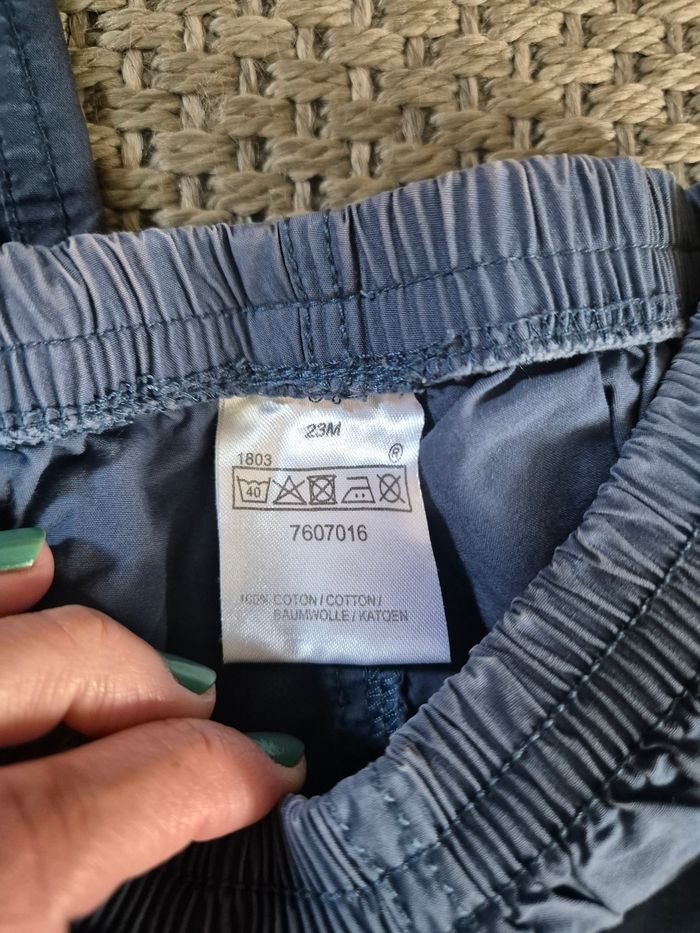 23M
1803
®
40
7607016
100% COTON / COTTON /
BAUMWOLLE / KATOEN